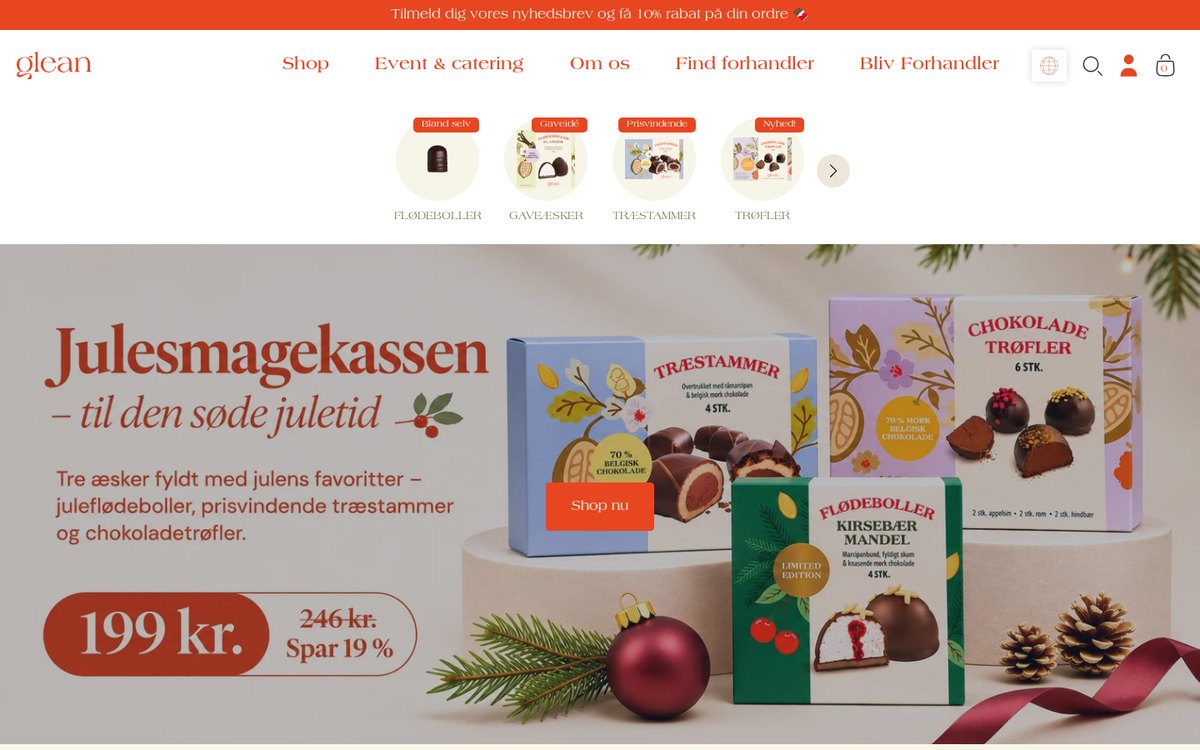 Tilmeld dig vores nyhedsbrev og få 10% rabat på din ordre
glean
Shop
Event & catering
Om os
Find forhandler
Bliv Forhandler
0
Bland selv
Gaveidé
Prisvindende
Nyhed!
FLØDEBOLLER
GAVEÆSKER
TRÆSTAMMER
TRØFLER
Julesmagekassen
– til den søde juletid
Tre æsker fyldt med julens favoritter –
juleflødeboller, prisvindende træstammer
og chokoladetrøfler.
199 kr.
246 kr.
Spar 19 %
Shop nu
TRÆSTAMMER
Overtrukket med råmarcipan
& belgisk mørk chokolade
4 STK.
70 %
BELGISK
CHOKOLADE
CHOKOLADE
TRØFLER
6 STK.
70 % MØRK
BELGISK
CHOKOLADE
2 stk. appelsin • 2 stk. rom • 2 stk. hindbær
FLØDEBOLLER
KIRSEBÆR
MANDEL
Marcipanbund, fyldigt skum
& knasende mørk chokolade
4 STK.
LIMITED
EDITION